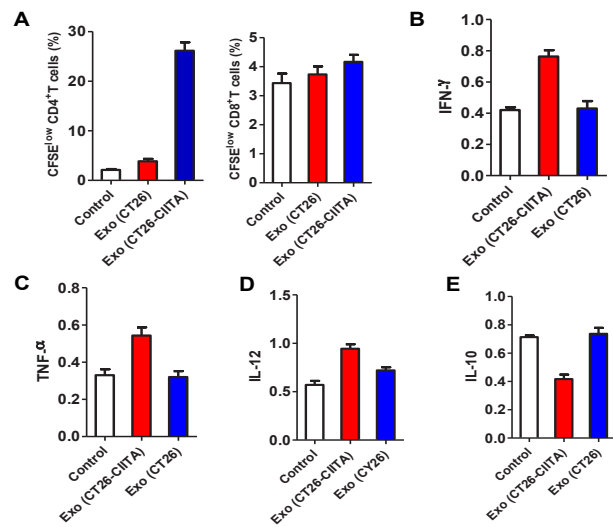 A
CFSElow CD4+T cells (%)
30
20
10
0
Control
Exo (CT26)
Exo (CT26-CIITA)
CFSElow CD8+T cells (%)
5
4
3
2
1
0
Control
Exo (CT26)
Exo (CT26-CIITA)
B
IFN-γ
1.0
0.8
0.6
0.4
0.2
0.0
Control
Exo (CT26-CIITA)
Exo (CT26)
C
TNF-α
0.8
0.6
0.4
0.2
0.0
Control
Exo (CT26-CIITA)
Exo (CT26)
D
IL-12
1.5
1.0
0.5
0.0
Control
Exo (CT26-CIITA)
Exo (CY26)
E
IL-10
1.0
0.8
0.6
0.4
0.2
0.0
Control
Exo (CT26-CIITA)
Exo (CT26)